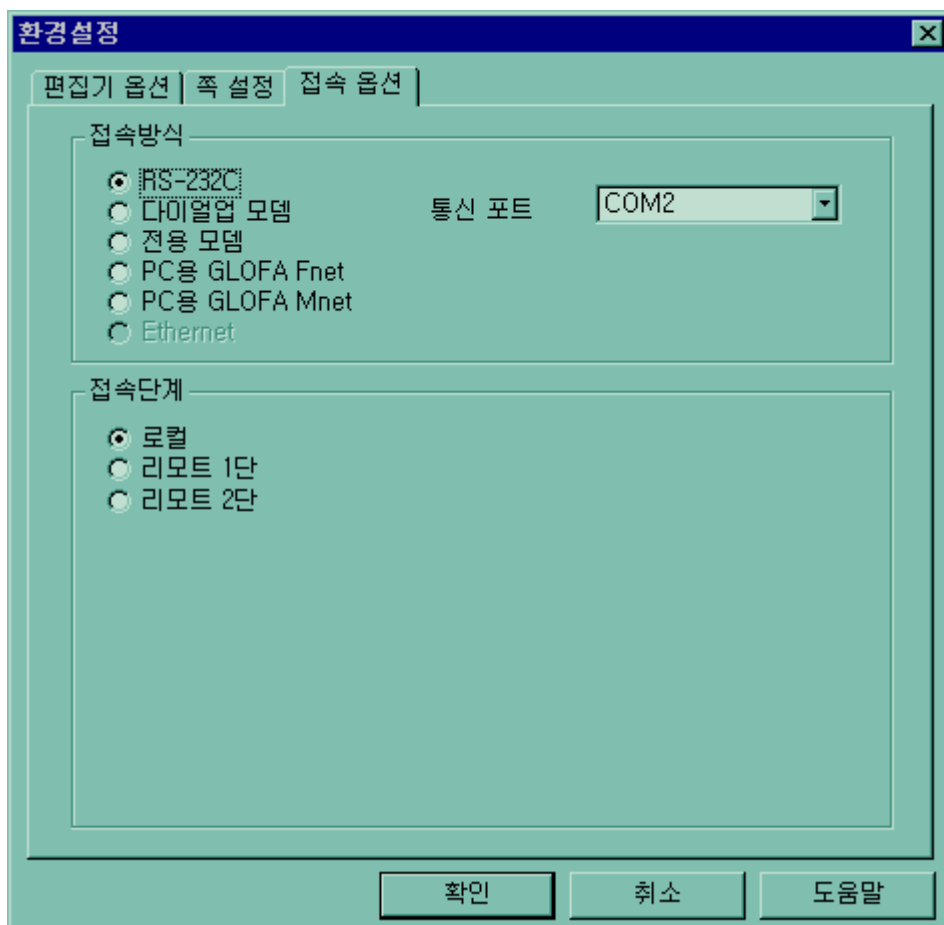 환경설정
편집기 옵션 쪽 설정 접속 옵션
접속방식
RS-232C
다이얼업 모뎀 통신 포트 COM2
전용 모뎀
PC용 GLOFA Fnet
PC용 GLOFA Mnet
Ethernet
접속단계
로컬
리모트 1단
리모트 2단
확인 취소 도움말